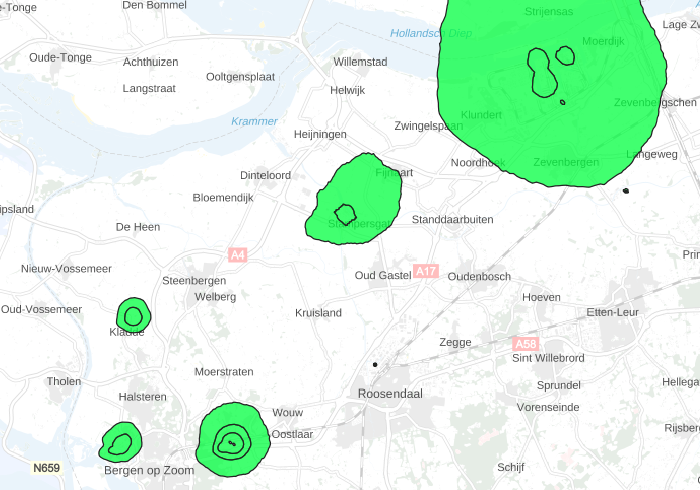 -Tonge
Den Bommel
Strijensas
Lage Zw
Hollandsch Diep
Moerdijk
Oude-Tonge
Achthuizen
Willemstad
Ooltgensplaat
Langstraat
Helwijk
Zevenbergschen
Klundert
Krammer
Zwingelspaan
Heijningen
Langeweg
Noordhoek
Zevenbergen
Fijnaart
Dinteloord
Bloemendijk
ipsland
Stampersgat
Standdaarbuiten
De Heen
A4
Prin
Nieuw-Vossemeer
A17
Oud Gastel
Oudenbosch
Steenbergen
Welberg
Hoeven
Oud-Vossemeer
Kruisland
Etten-Leur
Kladde
Zegge
A58
Sint Willebrord
Moerstraten
Tholen
Hellega
Sprundel
Halsteren
Roosendaal
Vorenseinde
Wouw
Rijsberg
Oostlaar
N659
Bergen op Zoom
Schijf